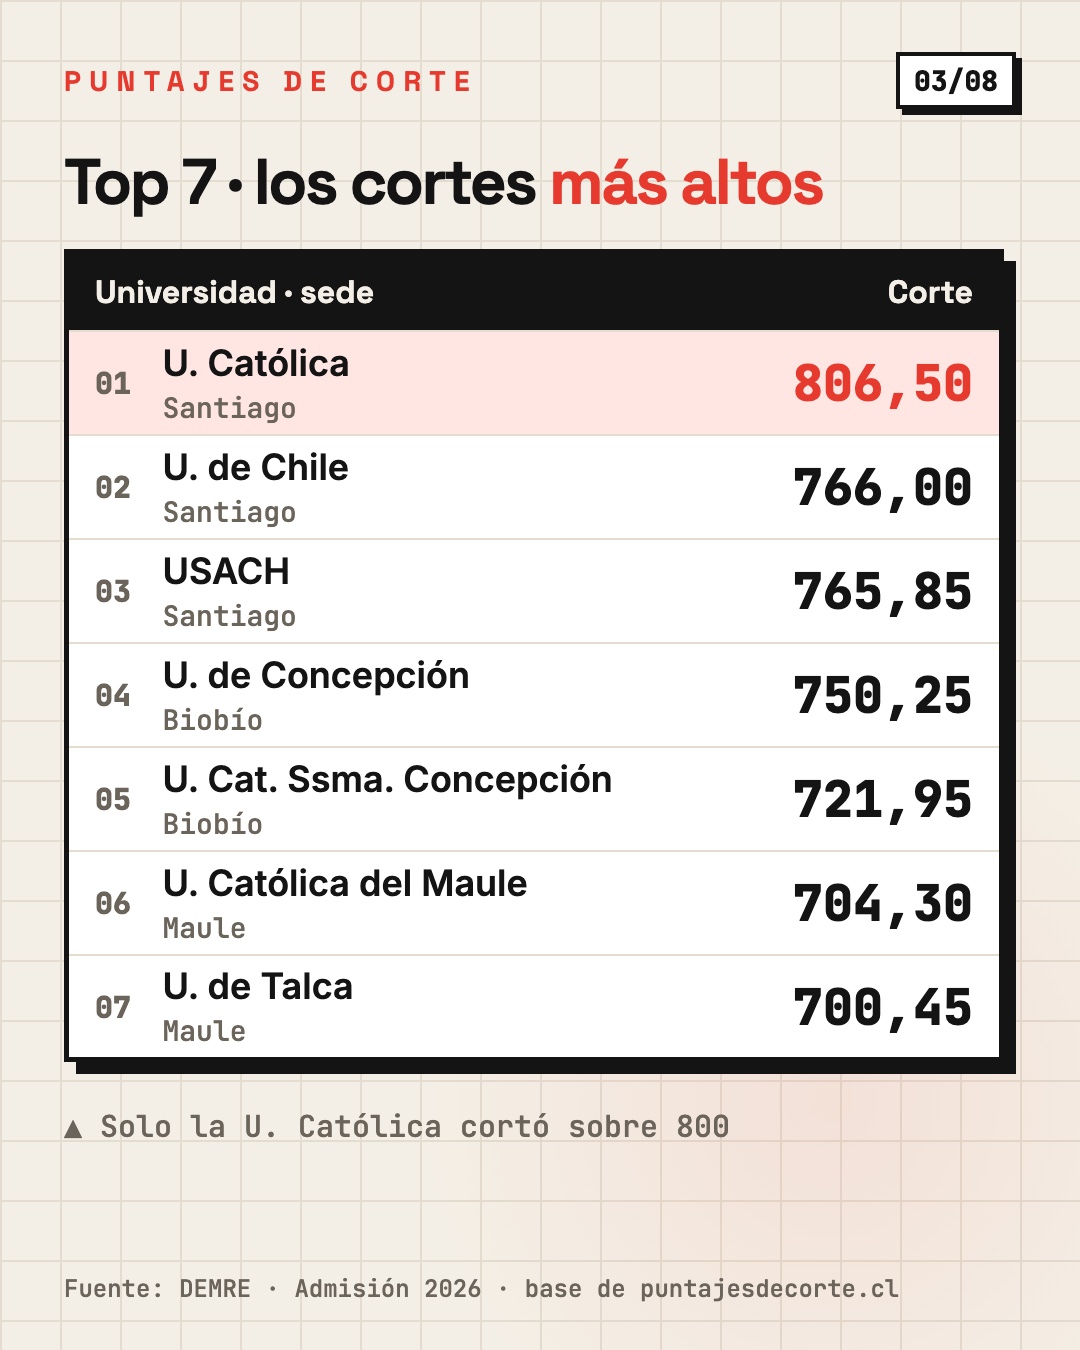 PUNTAJES DE CORTE
03/08
Top 7 · los cortes más altos
Universidad · sede Corte
01 U. Católica 806,50
Santiago
02 U. de Chile 766,00
Santiago
03 USACH 765,85
Santiago
04 U. de Concepción 750,25
Biobío
05 U. Cat. Ssma. Concepción 721,95
Biobío
06 U. Católica del Maule 704,30
Maule
07 U. de Talca 700,45
Maule
▲ Solo la U. Católica cortó sobre 800
Fuente: DEMRE · Admisión 2026 · base de puntajesdecorte.cl